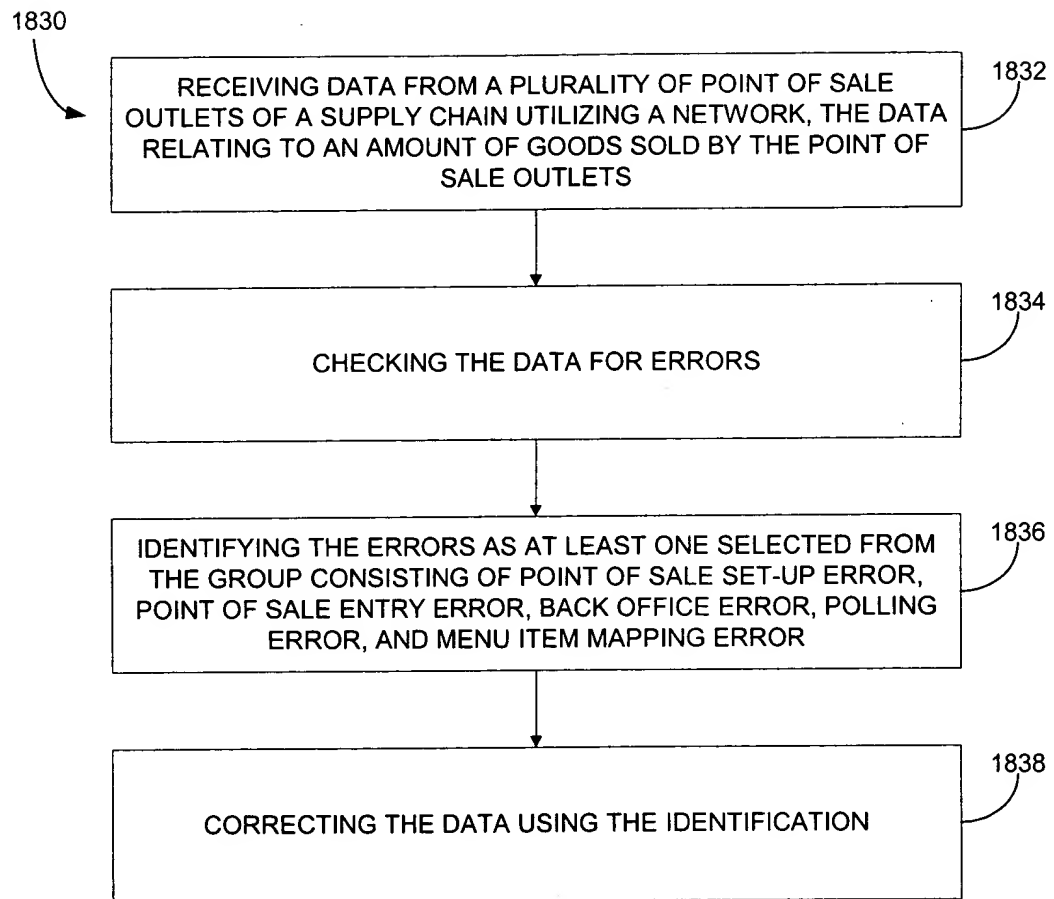 1830
1832
RECEIVING DATA FROM A PLURALITY OF POINT OF SALE
OUTLETS OF A SUPPLY CHAIN UTILIZING A NETWORK, THE DATA
RELATING TO AN AMOUNT OF GOODS SOLD BY THE POINT OF
SALE OUTLETS
1834
CHECKING THE DATA FOR ERRORS
1836
IDENTIFYING THE ERRORS AS AT LEAST ONE SELECTED FROM
THE GROUP CONSISTING OF POINT OF SALE SET-UP ERROR,
POINT OF SALE ENTRY ERROR, BACK OFFICE ERROR, POLLING
ERROR, AND MENU ITEM MAPPING ERROR
1838
CORRECTING THE DATA USING THE IDENTIFICATION